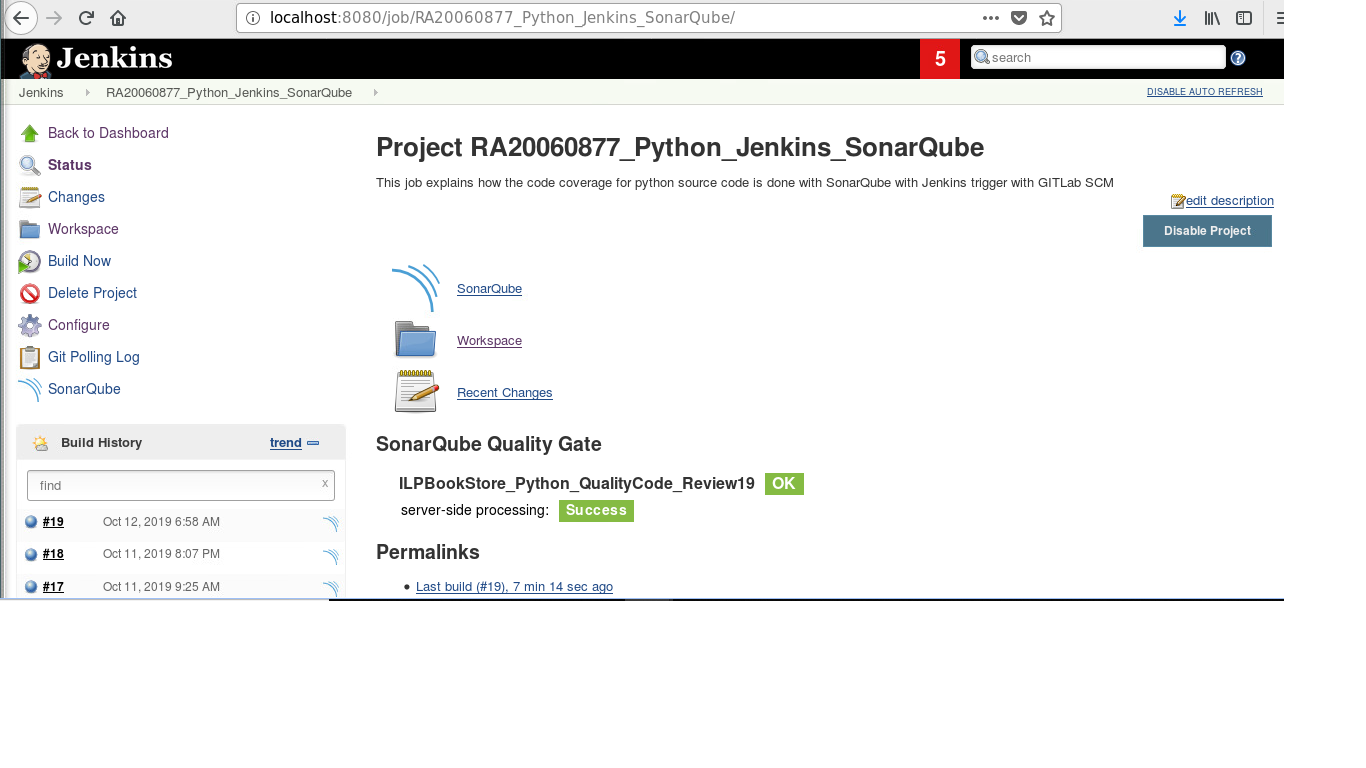 localhost:8080/job/RA20060877_Python_Jenkins_SonarQube/
Jenkins
5
search
Jenkins
RA20060877_Python_Jenkins_SonarQube
DISABLE AUTO REFRESH
Back to Dashboard
Status
Changes
Workspace
Build Now
Delete Project
Configure
Git Polling Log
SonarQube
Build History
trend
find
x
#19 Oct 12, 2019 6:58 AM
#18 Oct 11, 2019 8:07 PM
#17 Oct 11, 2019 9:25 AM
Project RA20060877_Python_Jenkins_SonarQube
This job explains how the code coverage for python source code is done with SonarQube with Jenkins trigger with GITLab SCM
edit description
Disable Project
SonarQube
Workspace
Recent Changes
SonarQube Quality Gate
ILPBookStore_Python_QualityCode_Review19 OK
server-side processing: Success
Permalinks
Last build (#19), 7 min 14 sec ago